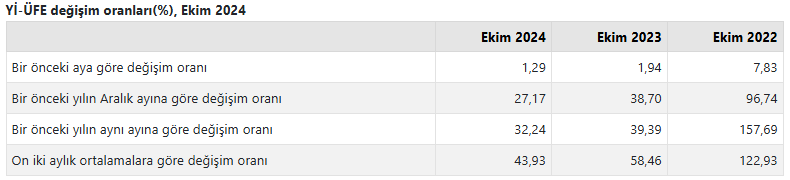 Yİ-ÜFE değişim oranları(%), Ekim 2024
Ekim 2024 Ekim 2023 Ekim 2022
Bir önceki aya göre değişim oranı 1,29 1,94 7,83
Bir önceki yılın Aralık ayına göre değişim oranı 27,17 38,70 96,74
Bir önceki yılın aynı ayına göre değişim oranı 32,24 39,39 157,69
On iki aylık ortalamalara göre değişim oranı 43,93 58,46 122,93